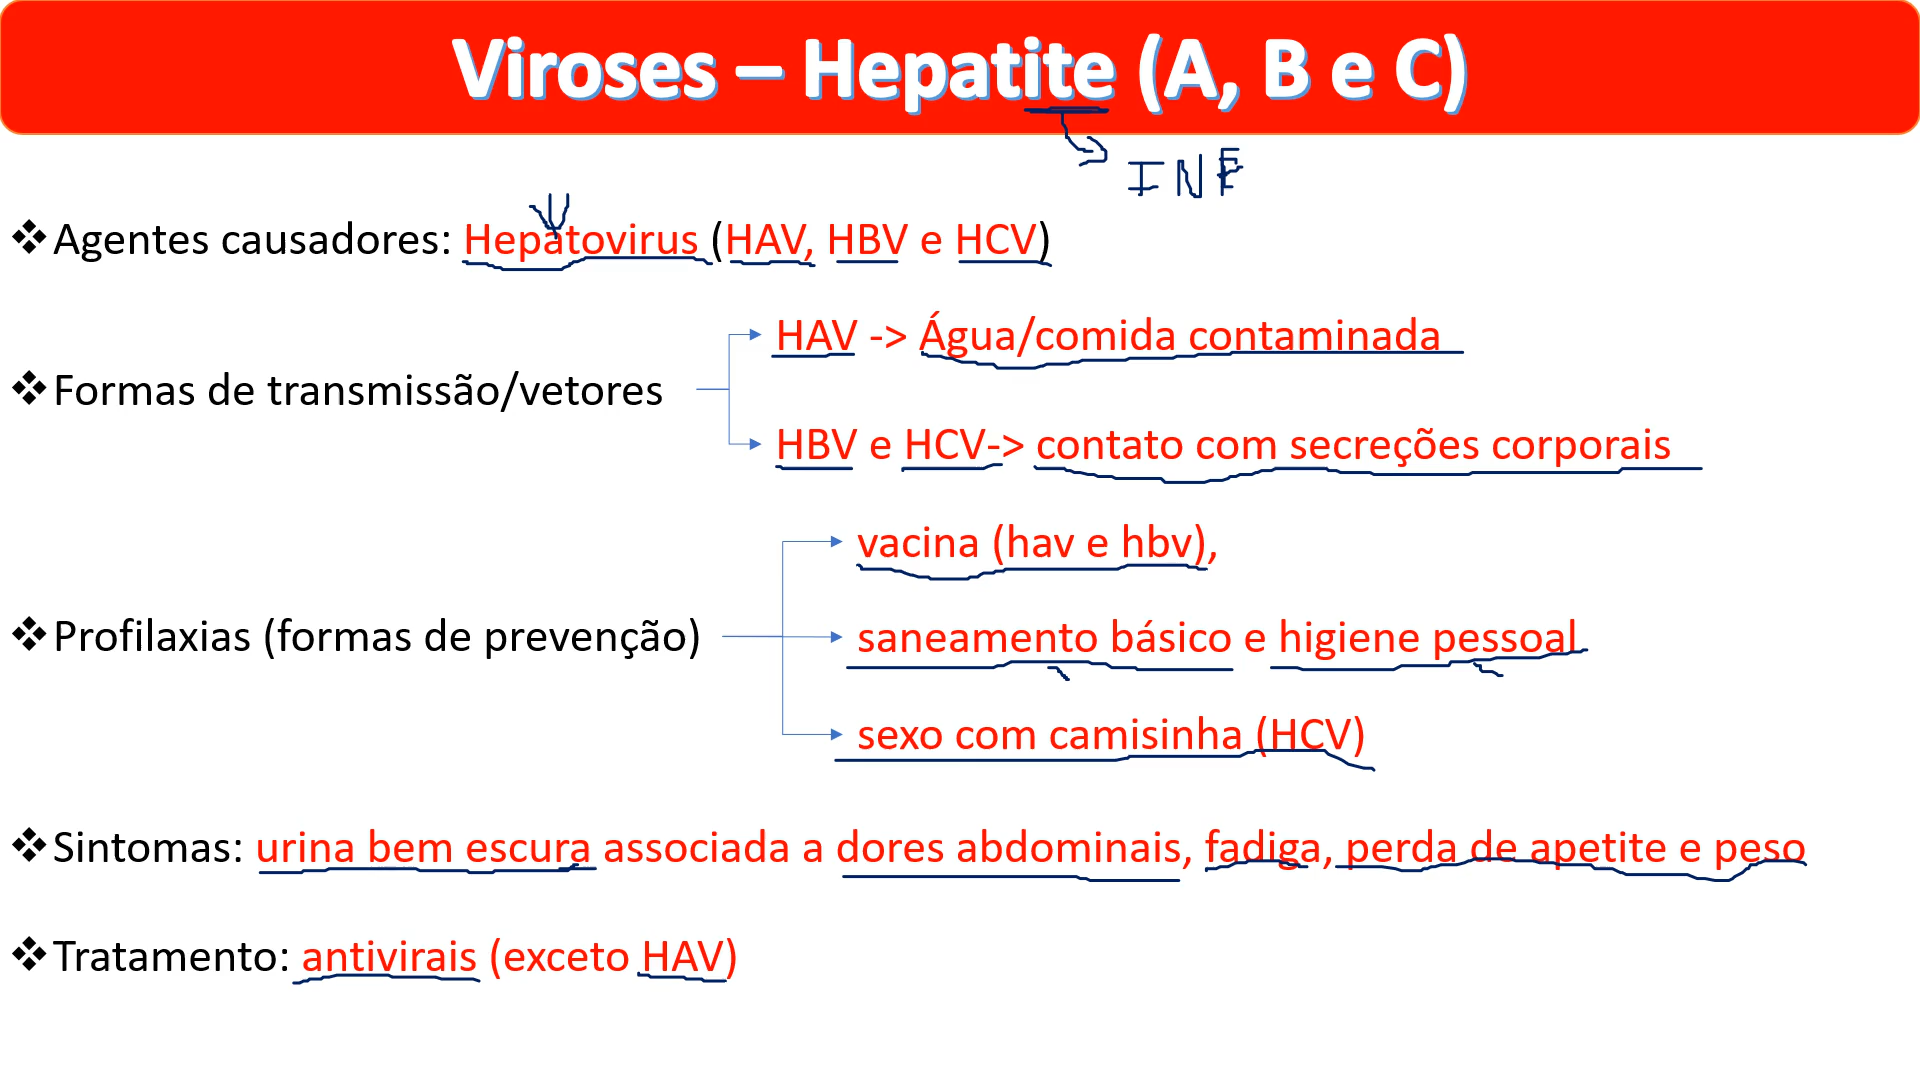 Viroses – Hepatite (A, B e C)
INF
❖Agentes causadores: Hepatovirus (HAV, HBV e HCV)
HAV -> Água/comida contaminada
❖Formas de transmissão/vetores
HBV e HCV-> contato com secreções corporais
vacina (hav e hbv),
❖Profilaxias (formas de prevenção)
saneamento básico e higiene pessoal
sexo com camisinha (HCV)
❖Sintomas: urina bem escura associada a dores abdominais, fadiga, perda de apetite e peso
❖Tratamento: antivirais (exceto HAV)